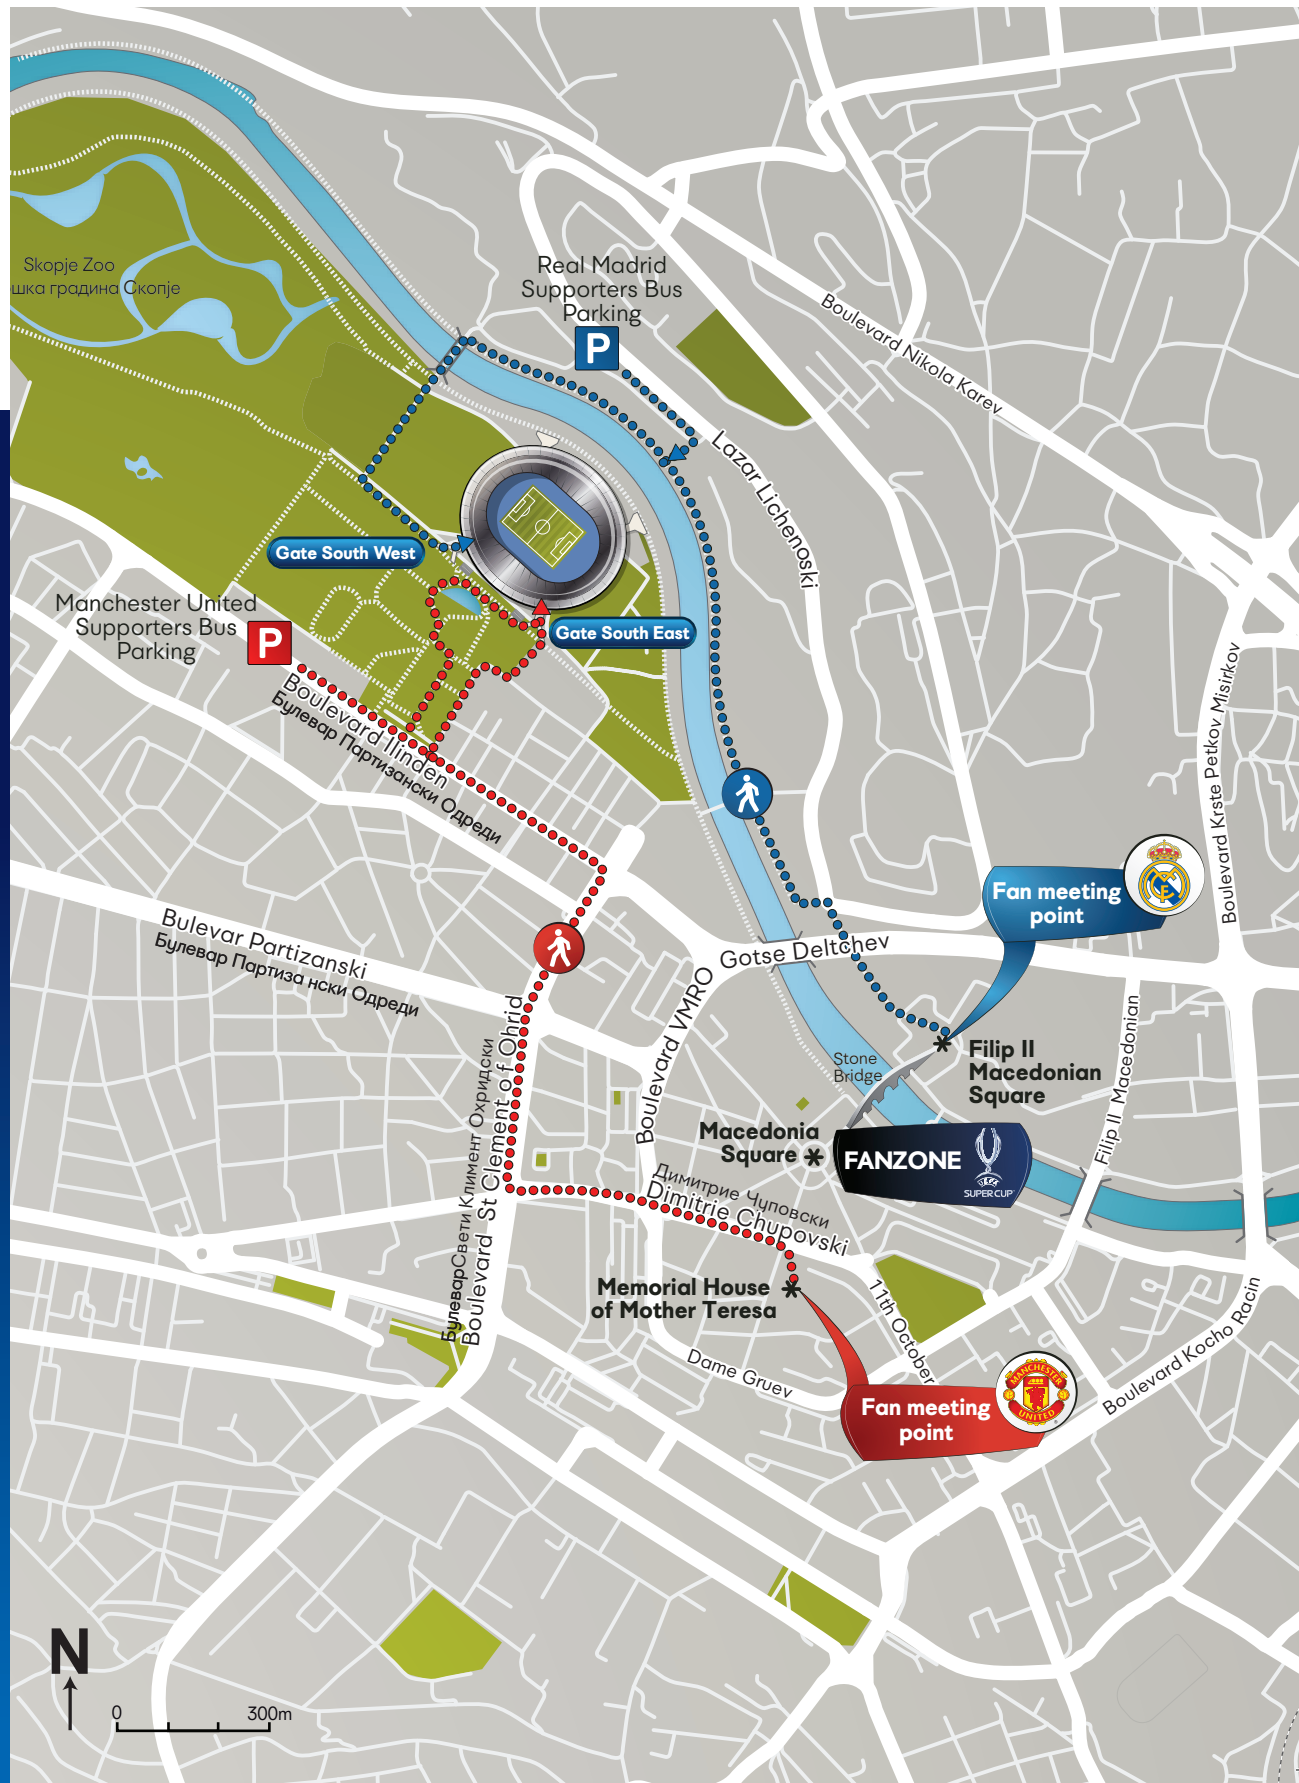 Skopje Zoo
шка градина Скопје
Real Madrid
Supporters Bus
Parking
P
Boulevard Nikola Karev
Lazar Lichenoski
Gate South West
Manchester United
Supporters Bus
Parking
P
Gate South East
Boulevard Ilinden
Булевар Партизански Одреди
Boulevard Krste Petkov Misirkov
Fan meeting
point
Bulevar Partizanski
Булевар Партиза нски Одреди
Gotse Deltchev
Boulevard VMRO
Stone
Bridge
Filip II
Macedonian
Square
Filip II Macedonian
Macedonia
Square
FANZONE
UEFA
SUPER CUP
БулеварСвети Климент Охридски
Boulevard St Clement of Ohrid
Димитрие Чуповски
Dimitrie Chupovski
Memorial House
of Mother Teresa
11th October
Dame Gruev
Boulevard Kocho Racin
Fan meeting
point
MANCHESTER
UNITED
N
0 300m